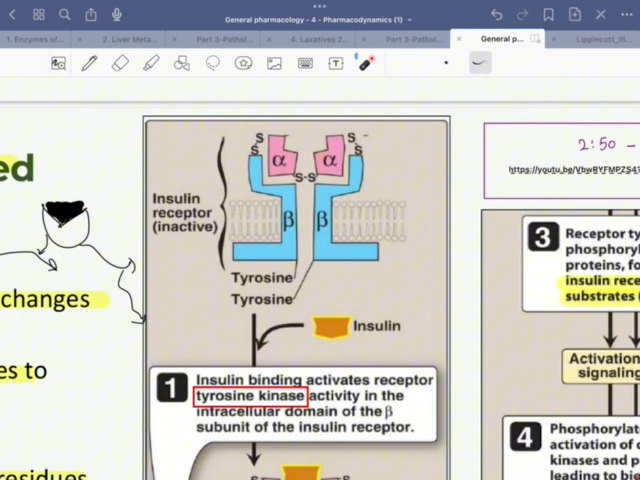 General pharmacology - 4 - Pharmacodynamics (1)
1. Enzymes of...
2. Liver Meta...
Part 3-Pathol...
4. Laxatives 2...
Part 3-Pathol...
General p...
Lippincott_Ill...
ed
changes
es to
residues
S
S
S
S
α
α
S-S
β
β
Insulin
receptor
(inactive)
Tyrosine
Tyrosine
Insulin
1
Insulin binding activates receptor
tyrosine kinase activity in the
intracellular domain of the β
subunit of the insulin receptor.
S
S
2:50 -
3
Receptor ty
phosphoryl
proteins, fo
insulin rece
substrates (
Activation
signaling
4
Phosphorylat
activation of
kinases and p
leading to bi